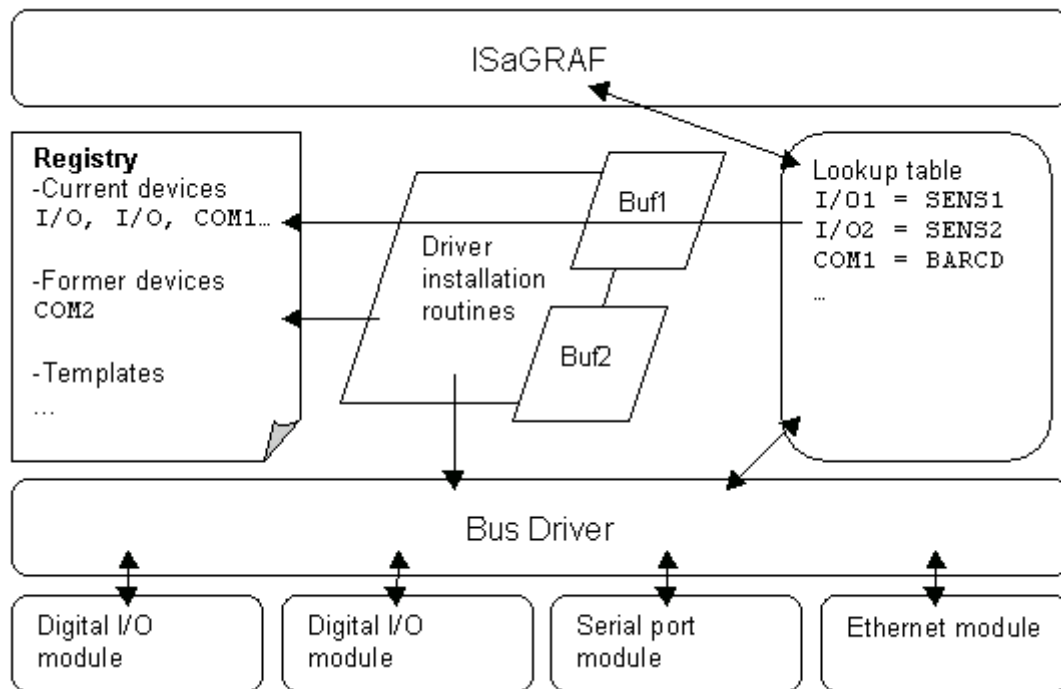 ISaGRAF
Registry
-Current devices
I/O, I/O, COM1…
-Former devices
COM2
-Templates
...
Driver
installation
routines
Buf1
Buf2
Lookup table
I/O1 = SENS1
I/O2 = SENS2
COM1 = BARCD
…
Bus Driver
Digital I/O
module
Digital I/O
module
Serial port
module
Ethernet module